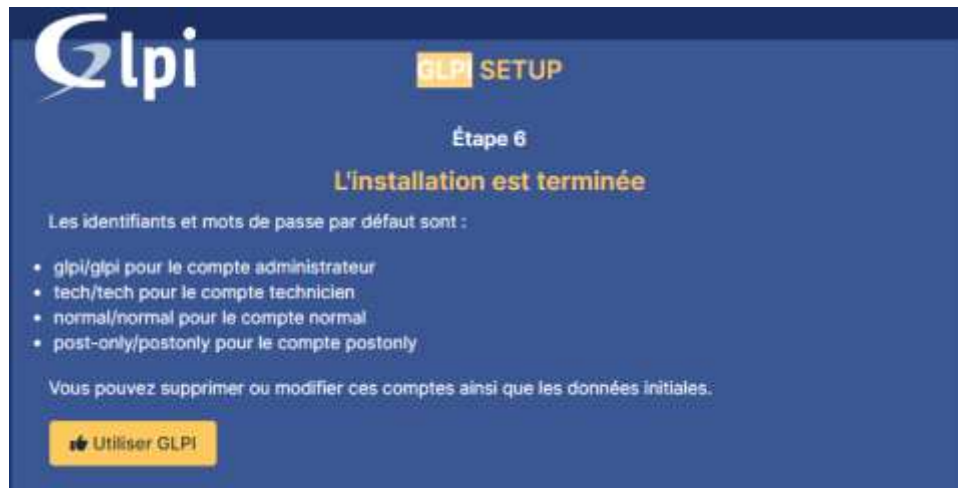 Glpi
GLPI SETUP
Étape 6
L'installation est terminée
Les identifiants et mots de passe par défaut sont :
• glpi/glpi pour le compte administrateur
• tech/tech pour le compte technicien
• normal/normal pour le compte normal
• post-only/postonly pour le compte postonly
Vous pouvez supprimer ou modifier ces comptes ainsi que les données initiales.
Utiliser GLPI